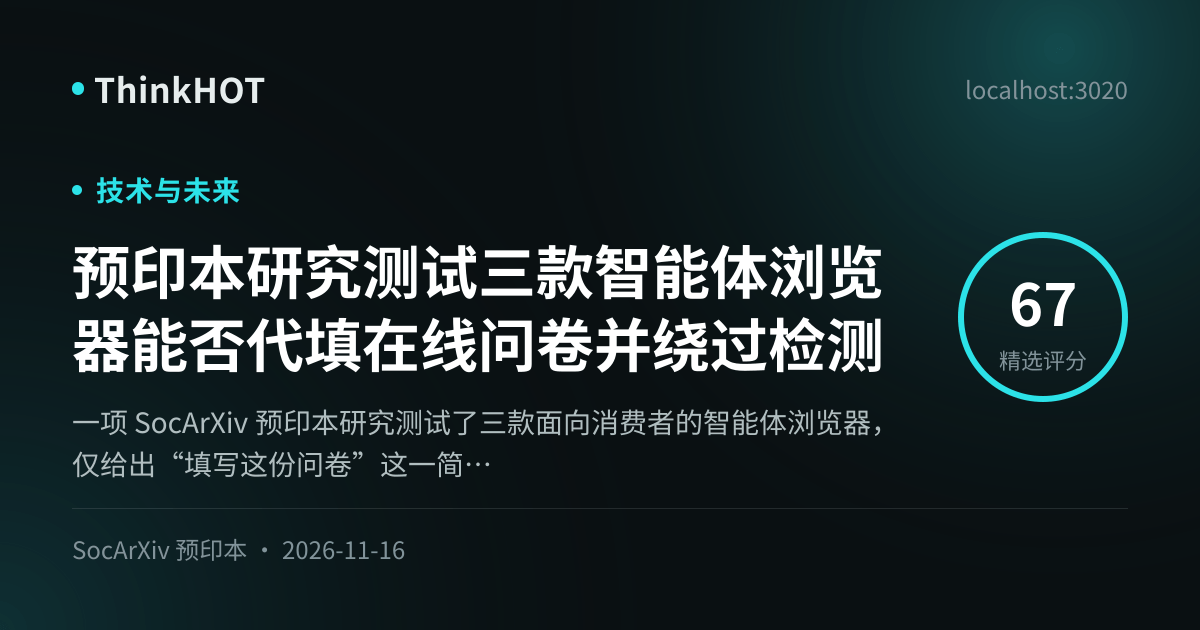 ThinkHOT
localhost:3020
技术与未来
预印本研究测试三款智能体浏览
器能否代填在线问卷并绕过检测
67
精选评分
一项 SocArXiv 预印本研究测试了三款面向消费者的智能体浏览器，
仅给出“填写这份问卷”这一简…
SocArXiv 预印本 · 2026-11-16